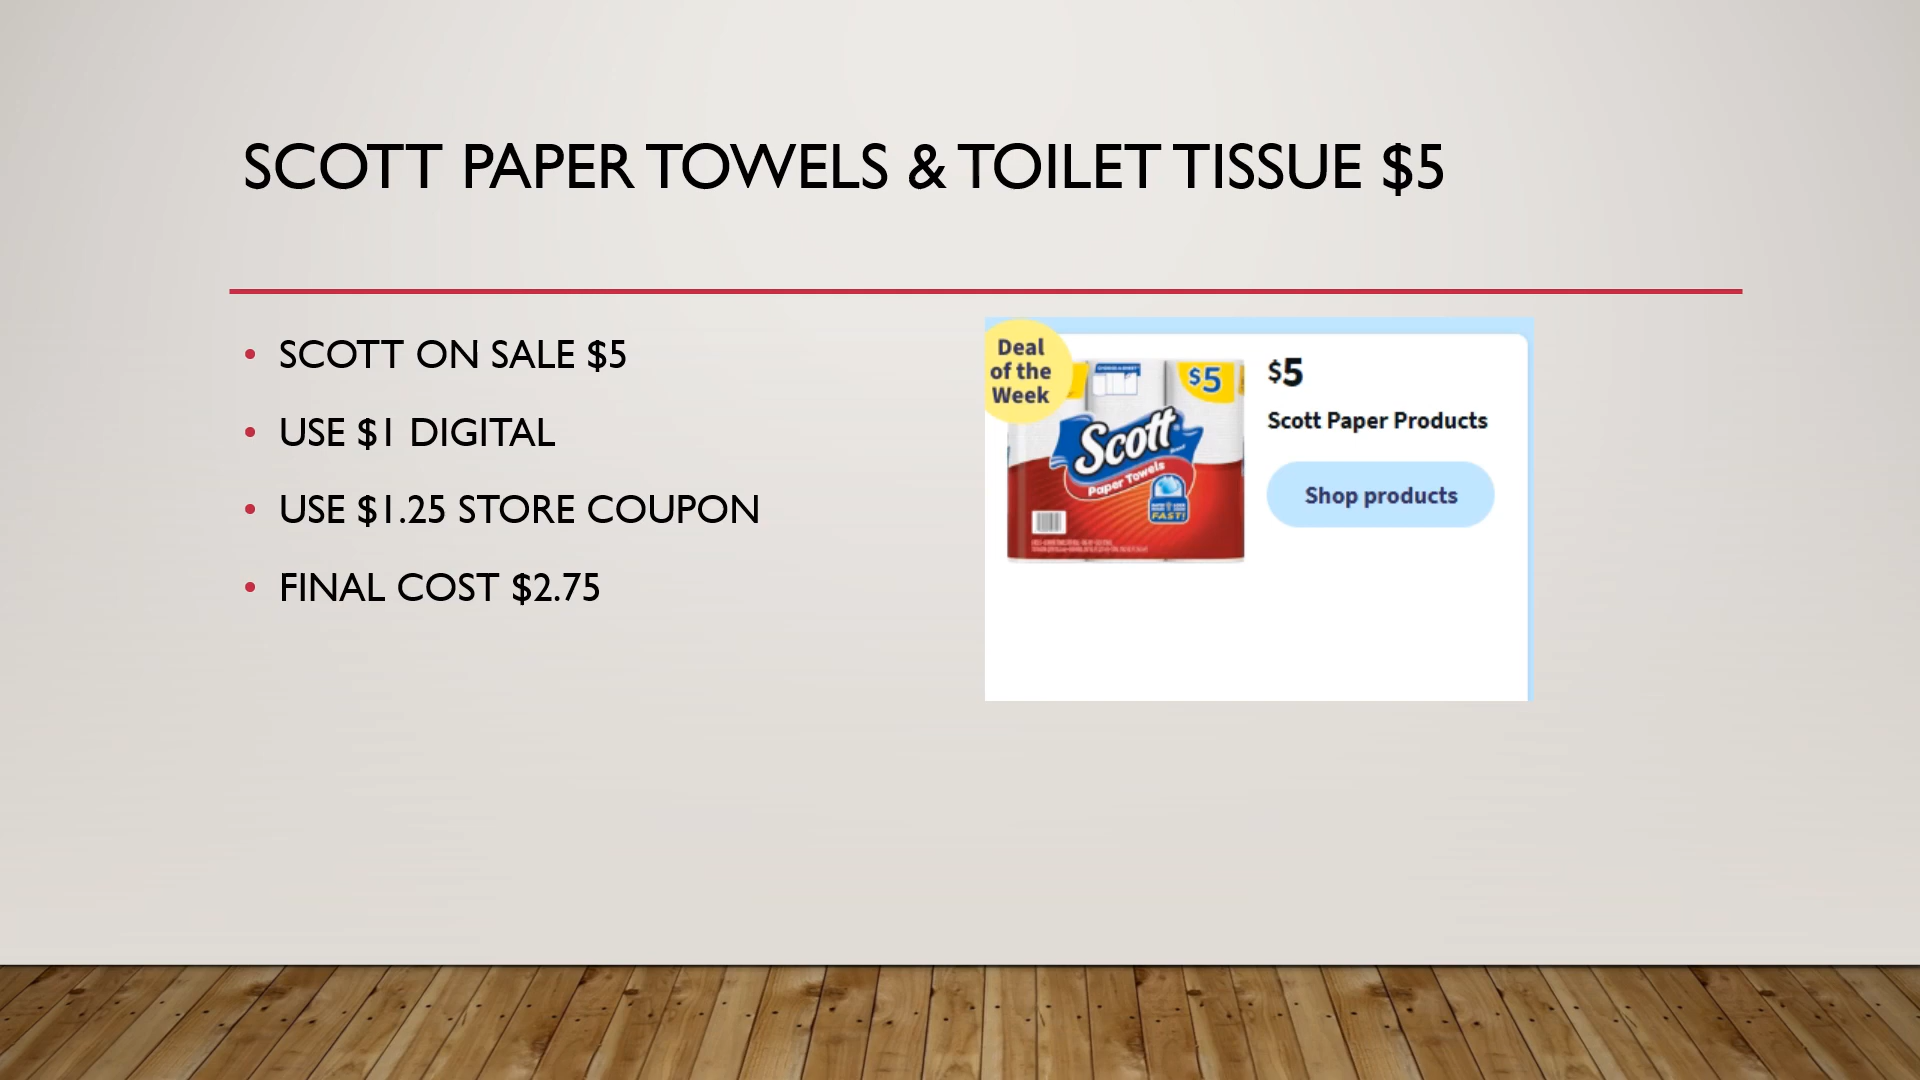 SCOTT PAPER TOWELS & TOILET TISSUE $5
• SCOTT ON SALE $5
• USE $1 DIGITAL
• USE $1.25 STORE COUPON
• FINAL COST $2.75
Deal
of the
Week
$5
Scott
Paper Towels
FAST!
$5
Scott Paper Products
Shop products